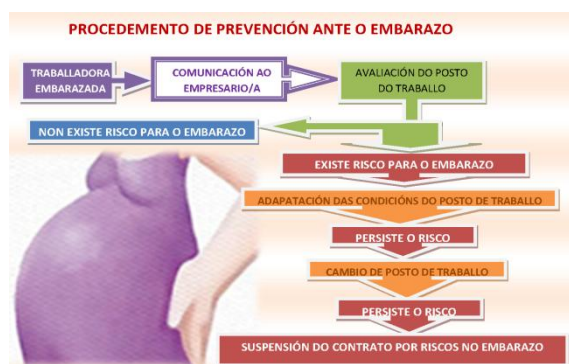 PROCEDEMENTO DE PREVENCIÓN ANTE O EMBARAZO
TRABALLADORA
EMBARAZADA
COMUNICACIÓN AO
EMPRESARIO/A
AVALIACIÓN DO POSTO
DO TRABALLO
NON EXISTE RISCO PARA O EMBARAZO
EXISTE RISCO PARA O EMBARAZO
ADAPATACIÓN DAS CONDICIÓNS DO POSTO DE TRABALLO
PERSISTE O RISCO
CAMBIO DE POSTO DE TRABALLO
PERSISTE O RISCO
SUSPENSIÓN DO CONTRATO POR RISCOS NO EMBARAZO